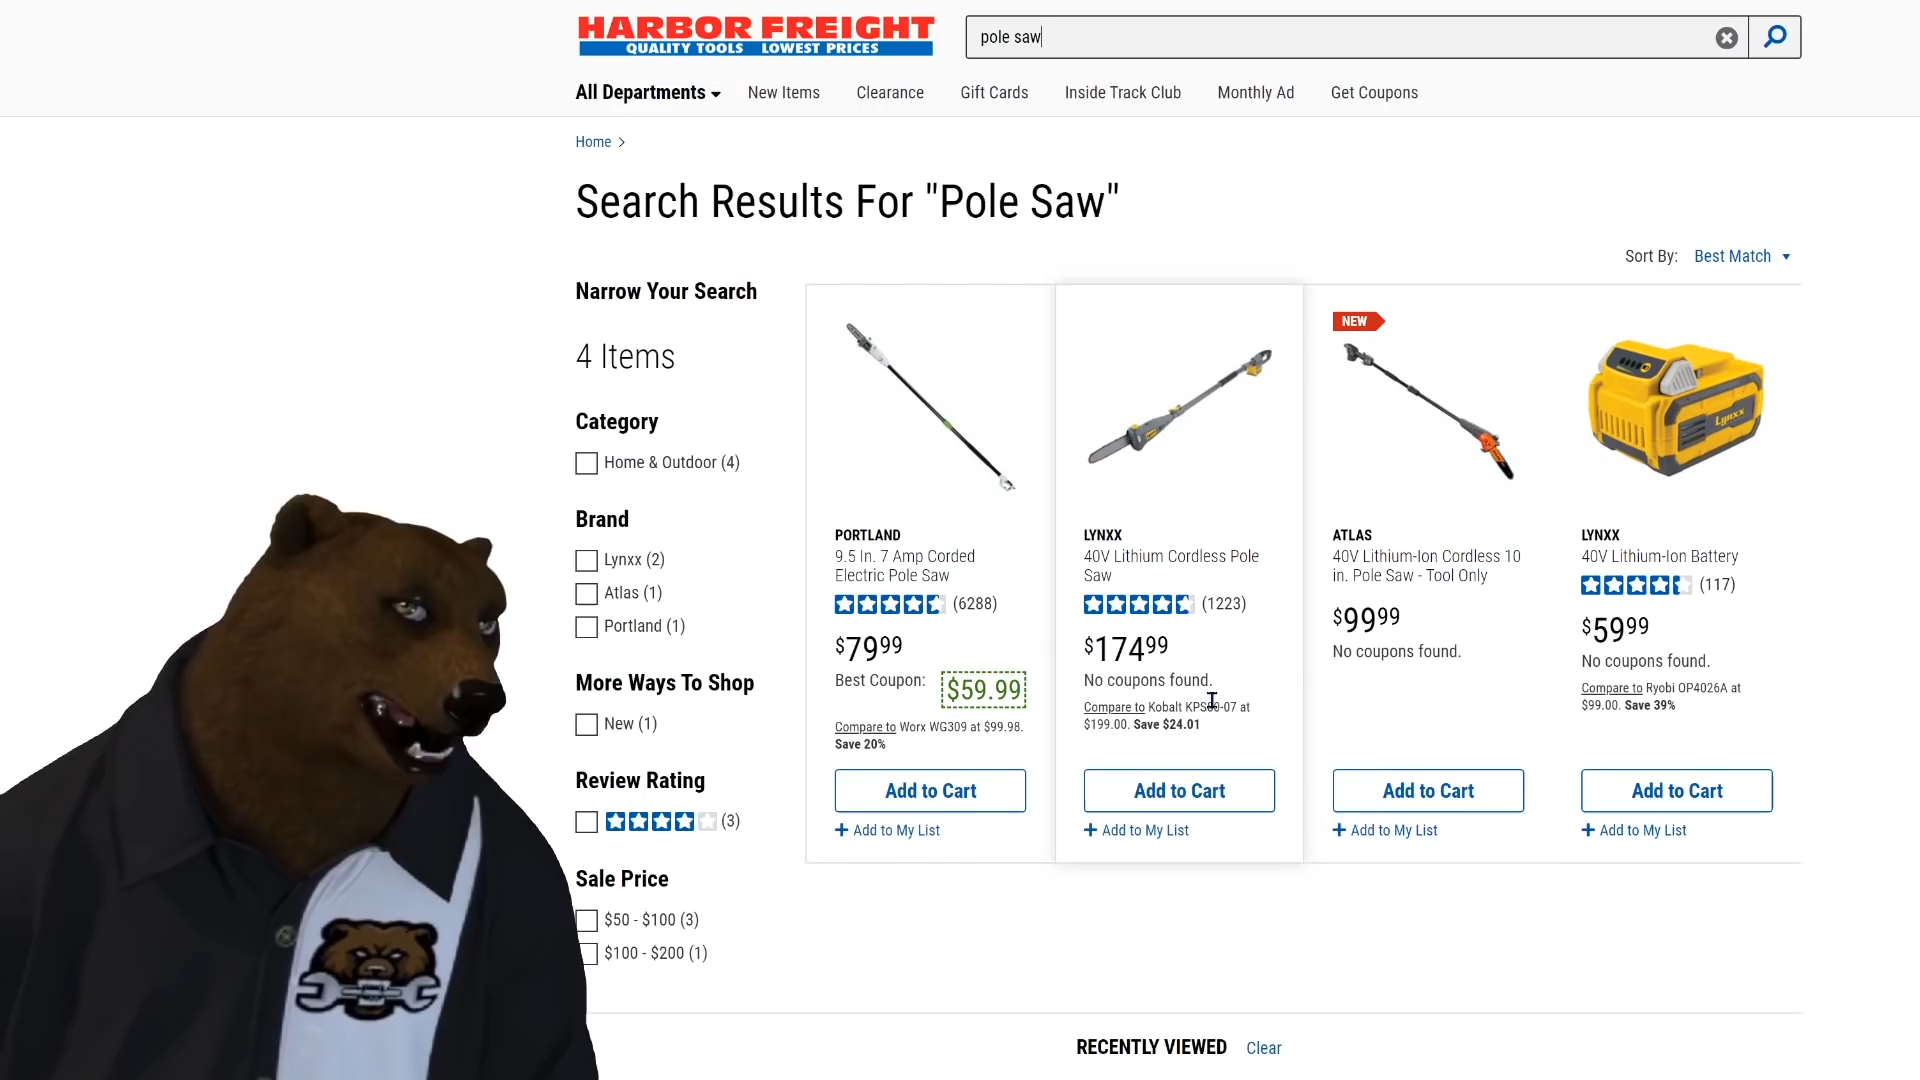 HARBOR FREIGHT
QUALITY TOOLS LOWEST PRICES
pole saw
All Departments
New Items
Clearance
Gift Cards
Inside Track Club
Monthly Ad
Get Coupons
Home >
Search Results For "Pole Saw"
Sort By: Best Match
Narrow Your Search
4 Items
Category
Home & Outdoor (4)
Brand
Lynxx (2)
Atlas (1)
Portland (1)
More Ways To Shop
New (1)
Review Rating
(3)
Sale Price
$50 - $100 (3)
$100 - $200 (1)
PORTLAND
9.5 In. 7 Amp Corded
Electric Pole Saw
(6288)
$79.99
Best Coupon: $59.99
Compare to Worx WG309 at $99.98.
Save 20%
Add to Cart
+ Add to My List
LYNXX
40V Lithium Cordless Pole
Saw
(1223)
$174.99
No coupons found.
Compare to Kobalt at
$199.00. Save $24.01
Add to Cart
+ Add to My List
NEW
ATLAS
40V Lithium-Ion Cordless 10
in. Pole Saw - Tool Only
$99.99
No coupons found.
Add to Cart
+ Add to My List
Lynxx
LYNXX
40V Lithium-Ion Battery
(117)
$59.99
No coupons found.
Compare to Ryobi OP4026A at
$99.00. Save 39%
Add to Cart
+ Add to My List
RECENTLY VIEWED Clear